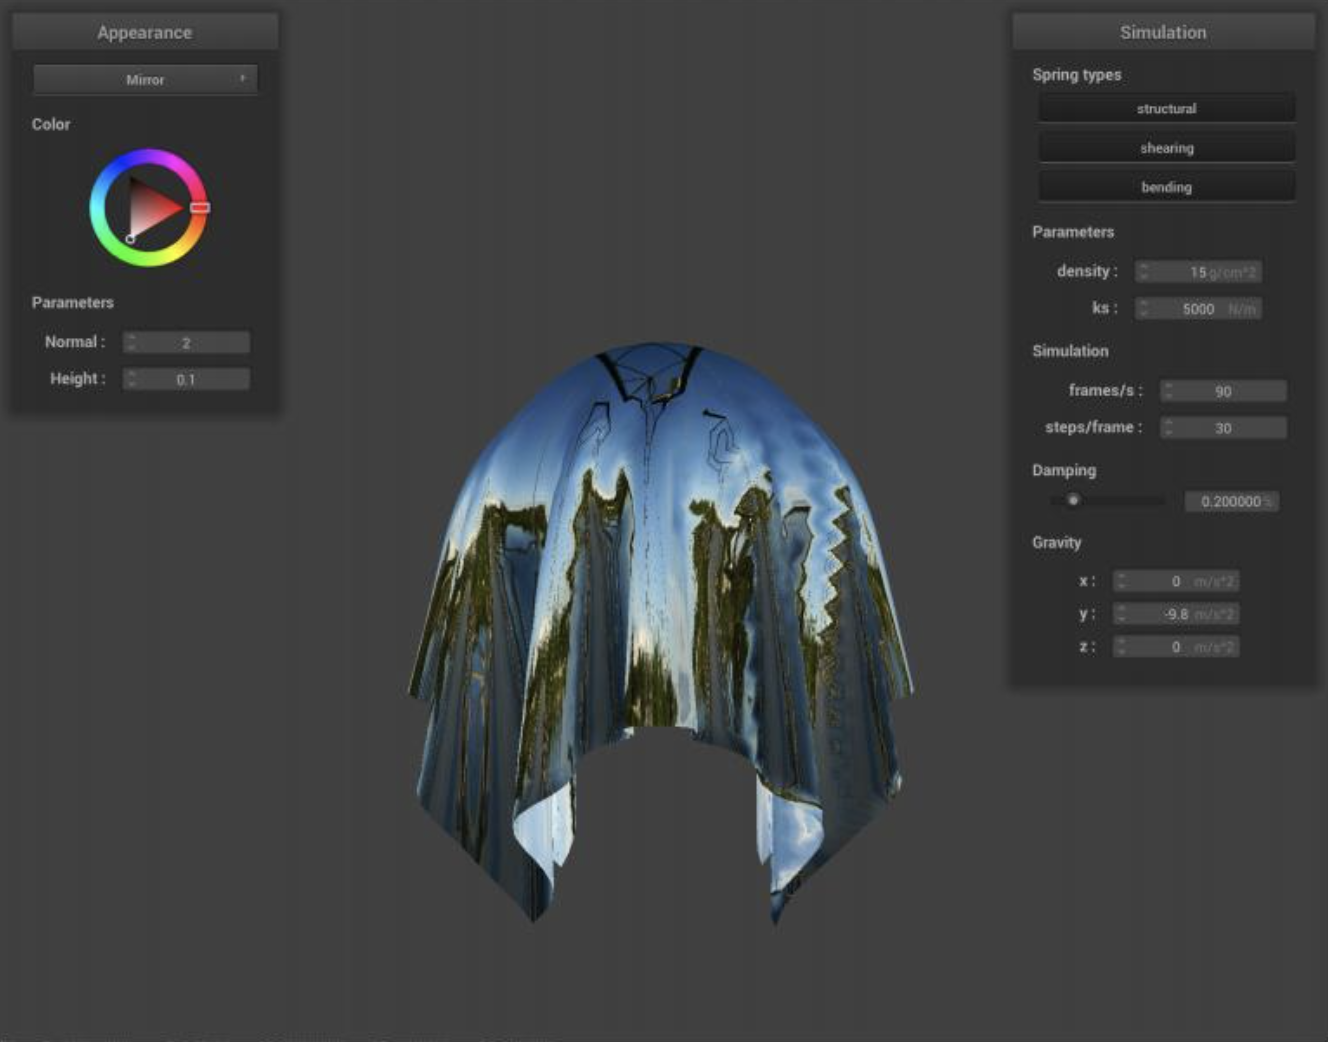 Appearance
Mirror
Color
Parameters
Normal : 2
Height : 0.1
Simulation
Spring types
structural
shearing
bending
Parameters
density : 15 g/cm^2
ks : 5000 N/m
Simulation
frames/s : 90
steps/frame : 30
Damping
0.200000 %
Gravity
x : 0 m/s^2
y : -9.8 m/s^2
z : 0 m/s^2